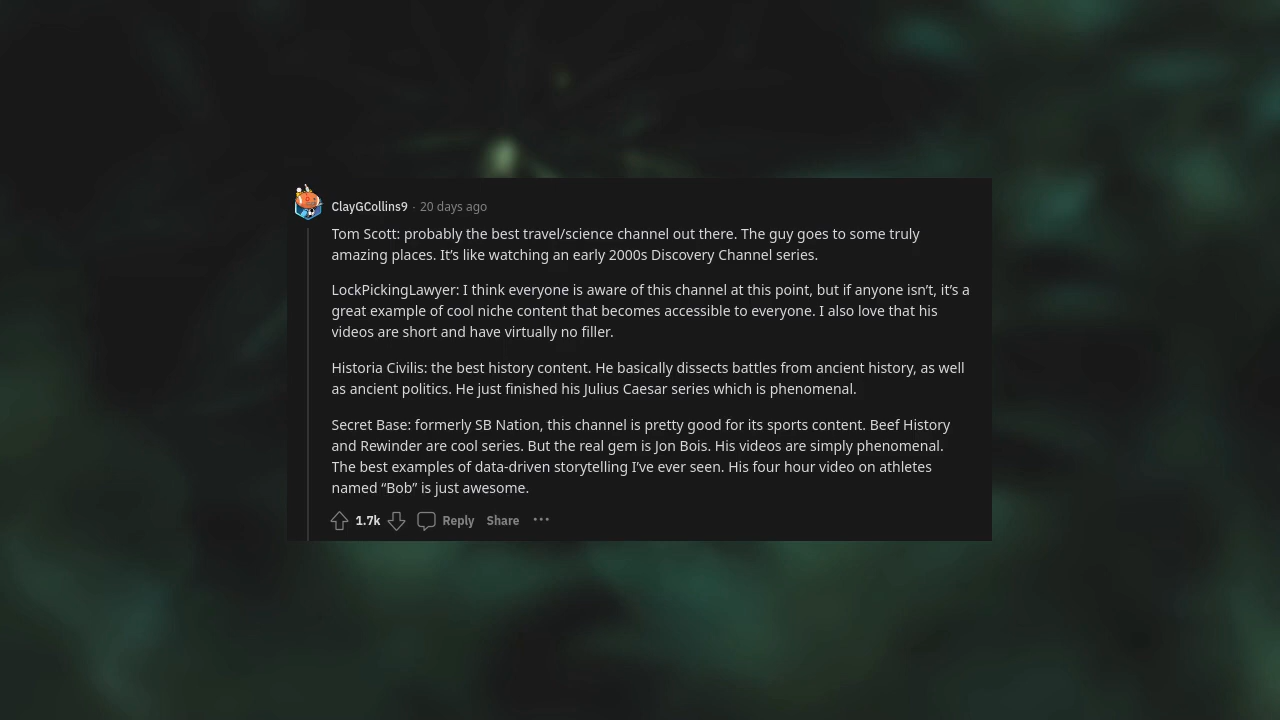 ClayGCollins9 · 20 days ago
Tom Scott: probably the best travel/science channel out there. The guy goes to some truly
amazing places. It’s like watching an early 2000s Discovery Channel series.
LockPickingLawyer: I think everyone is aware of this channel at this point, but if anyone isn’t, it’s a
great example of cool niche content that becomes accessible to everyone. I also love that his
videos are short and have virtually no filler.
Historia Civilis: the best history content. He basically dissects battles from ancient history, as well
as ancient politics. He just finished his Julius Caesar series which is phenomenal.
Secret Base: formerly SB Nation, this channel is pretty good for its sports content. Beef History
and Rewinder are cool series. But the real gem is Jon Bois. His videos are simply phenomenal.
The best examples of data-driven storytelling I’ve ever seen. His four hour video on athletes
named “Bob” is just awesome.
1.7k Reply Share ···